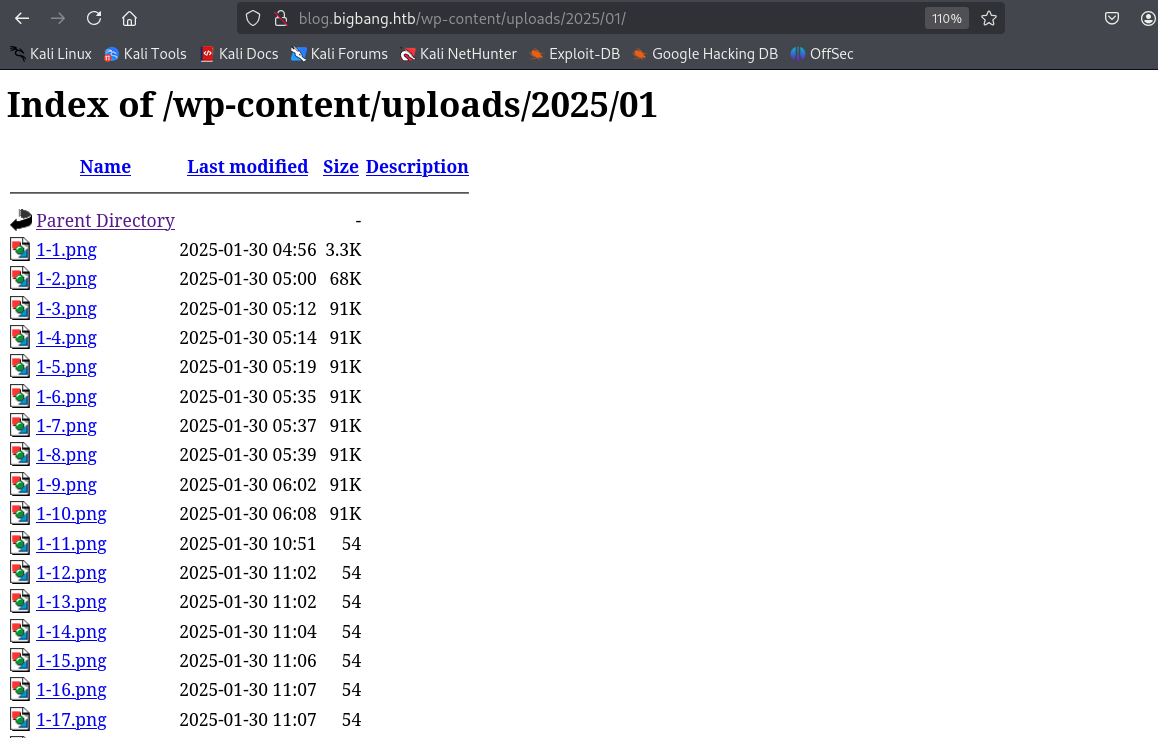 blog.bigbang.htb/wp-content/uploads/2025/01/ 110%
Kali Linux Kali Tools Kali Docs Kali Forums Kali NetHunter Exploit-DB Google Hacking DB OffSec
Index of /wp-content/uploads/2025/01
Name Last modified Size Description
Parent Directory -
1-1.png 2025-01-30 04:56 3.3K
1-2.png 2025-01-30 05:00 68K
1-3.png 2025-01-30 05:12 91K
1-4.png 2025-01-30 05:14 91K
1-5.png 2025-01-30 05:19 91K
1-6.png 2025-01-30 05:35 91K
1-7.png 2025-01-30 05:37 91K
1-8.png 2025-01-30 05:39 91K
1-9.png 2025-01-30 06:02 91K
1-10.png 2025-01-30 06:08 91K
1-11.png 2025-01-30 10:51 54
1-12.png 2025-01-30 11:02 54
1-13.png 2025-01-30 11:02 54
1-14.png 2025-01-30 11:04 54
1-15.png 2025-01-30 11:06 54
1-16.png 2025-01-30 11:07 54
1-17.png 2025-01-30 11:07 54